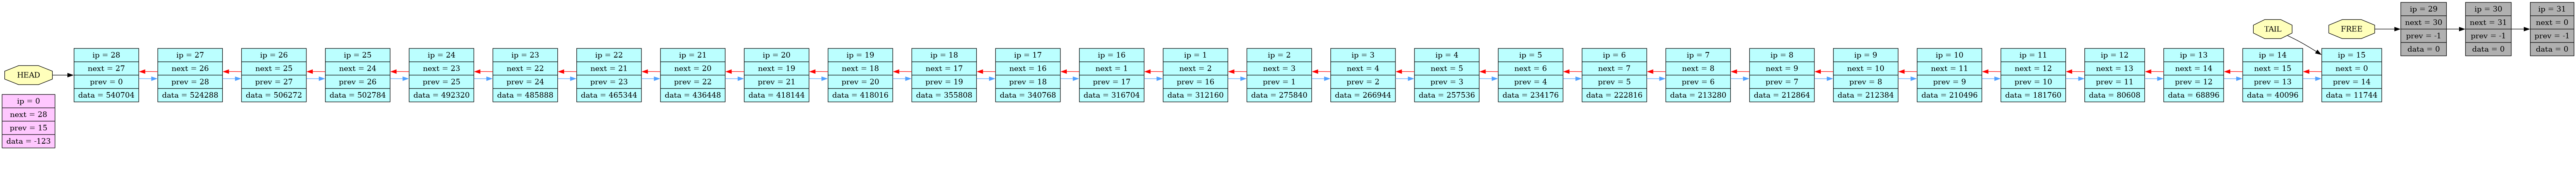 HEAD
ip = 0
next = 28
prev = 15
data = -123
ip = 28
next = 27
prev = 0
data = 540704
ip = 27
next = 26
prev = 28
data = 524288
ip = 26
next = 25
prev = 27
data = 506272
ip = 25
next = 24
prev = 26
data = 502784
ip = 24
next = 23
prev = 25
data = 492320
ip = 23
next = 22
prev = 24
data = 485888
ip = 22
next = 21
prev = 23
data = 465344
ip = 21
next = 20
prev = 22
data = 436448
ip = 20
next = 19
prev = 21
data = 418144
ip = 19
next = 18
prev = 20
data = 418016
ip = 18
next = 17
prev = 19
data = 355808
ip = 17
next = 16
prev = 18
data = 340768
ip = 16
next = 1
prev = 17
data = 316704
ip = 1
next = 2
prev = 16
data = 312160
ip = 2
next = 3
prev = 1
data = 275840
ip = 3
next = 4
prev = 2
data = 266944
ip = 4
next = 5
prev = 3
data = 257536
ip = 5
next = 6
prev = 4
data = 234176
ip = 6
next = 7
prev = 5
data = 222816
ip = 7
next = 8
prev = 6
data = 213280
ip = 8
next = 9
prev = 7
data = 212864
ip = 9
next = 10
prev = 8
data = 212384
ip = 10
next = 11
prev = 9
data = 210496
ip = 11
next = 12
prev = 10
data = 181760
ip = 12
next = 13
prev = 11
data = 80608
ip = 13
next = 14
prev = 12
data = 68896
ip = 14
next = 15
prev = 13
data = 40096
TAIL
ip = 15
next = 0
prev = 14
data = 11744
FREE
ip = 29
next = 30
prev = -1
data = 0
ip = 30
next = 31
prev = -1
data = 0
ip = 31
next = 0
prev = -1
data = 0